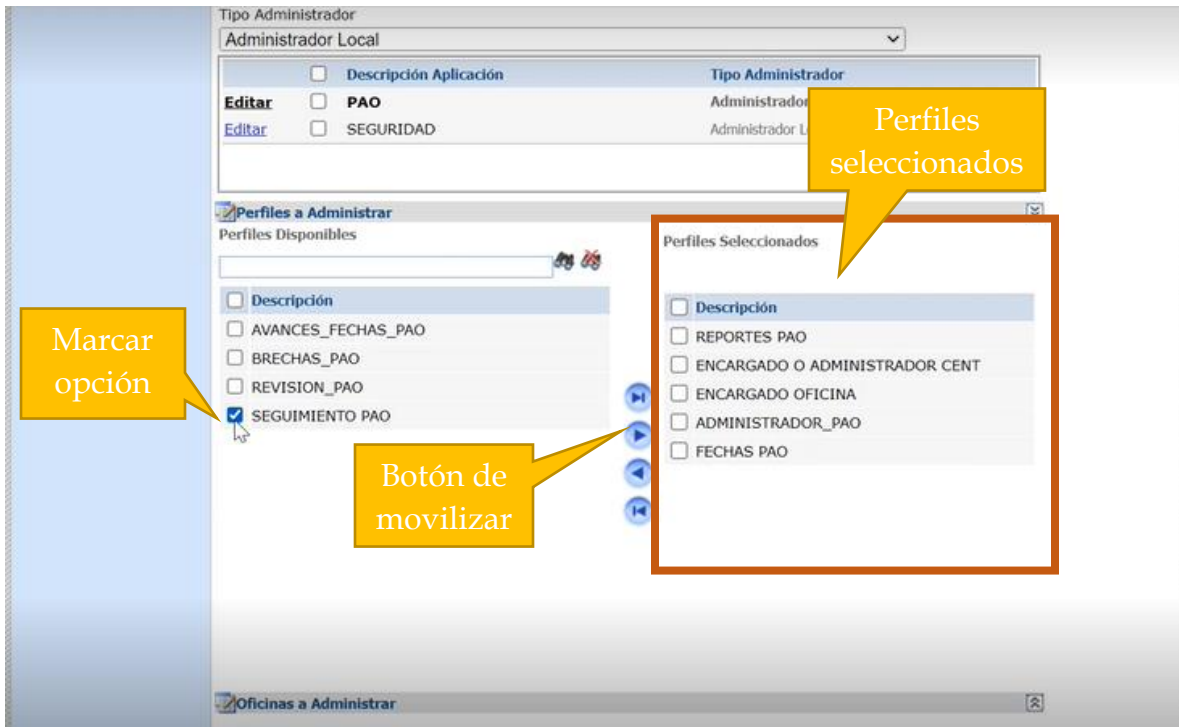 Tipo Administrador
Administrador Local
Descripción Aplicación Tipo Administrador
Editar PAO Administrador
Editar SEGURIDAD Administrador L
Perfiles
seleccionados
Perfiles a Administrar
Perfiles Disponibles
Perfiles Seleccionados
Descripción
AVANCES_FECHAS_PAO
BRECHAS_PAO
REVISION_PAO
SEGUIMIENTO PAO
Marcar
opción
Botón de
movilizar
Descripción
REPORTES PAO
ENCARGADO O ADMINISTRADOR CENT
ENCARGADO OFICINA
ADMINISTRADOR_PAO
FECHAS PAO
Oficinas a Administrar